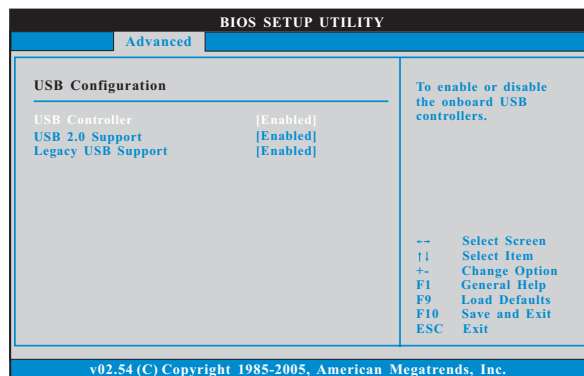 BIOS SETUP UTILITY
Advanced
USB Configuration
USB Controller [Enabled]
USB 2.0 Support [Enabled]
Legacy USB Support [Enabled]
To enable or disable
the onboard USB
controllers.
←→ Select Screen
↑↓ Select Item
+- Change Option
F1 General Help
F9 Load Defaults
F10 Save and Exit
ESC Exit
v02.54 (C) Copyright 1985-2005, American Megatrends, Inc.